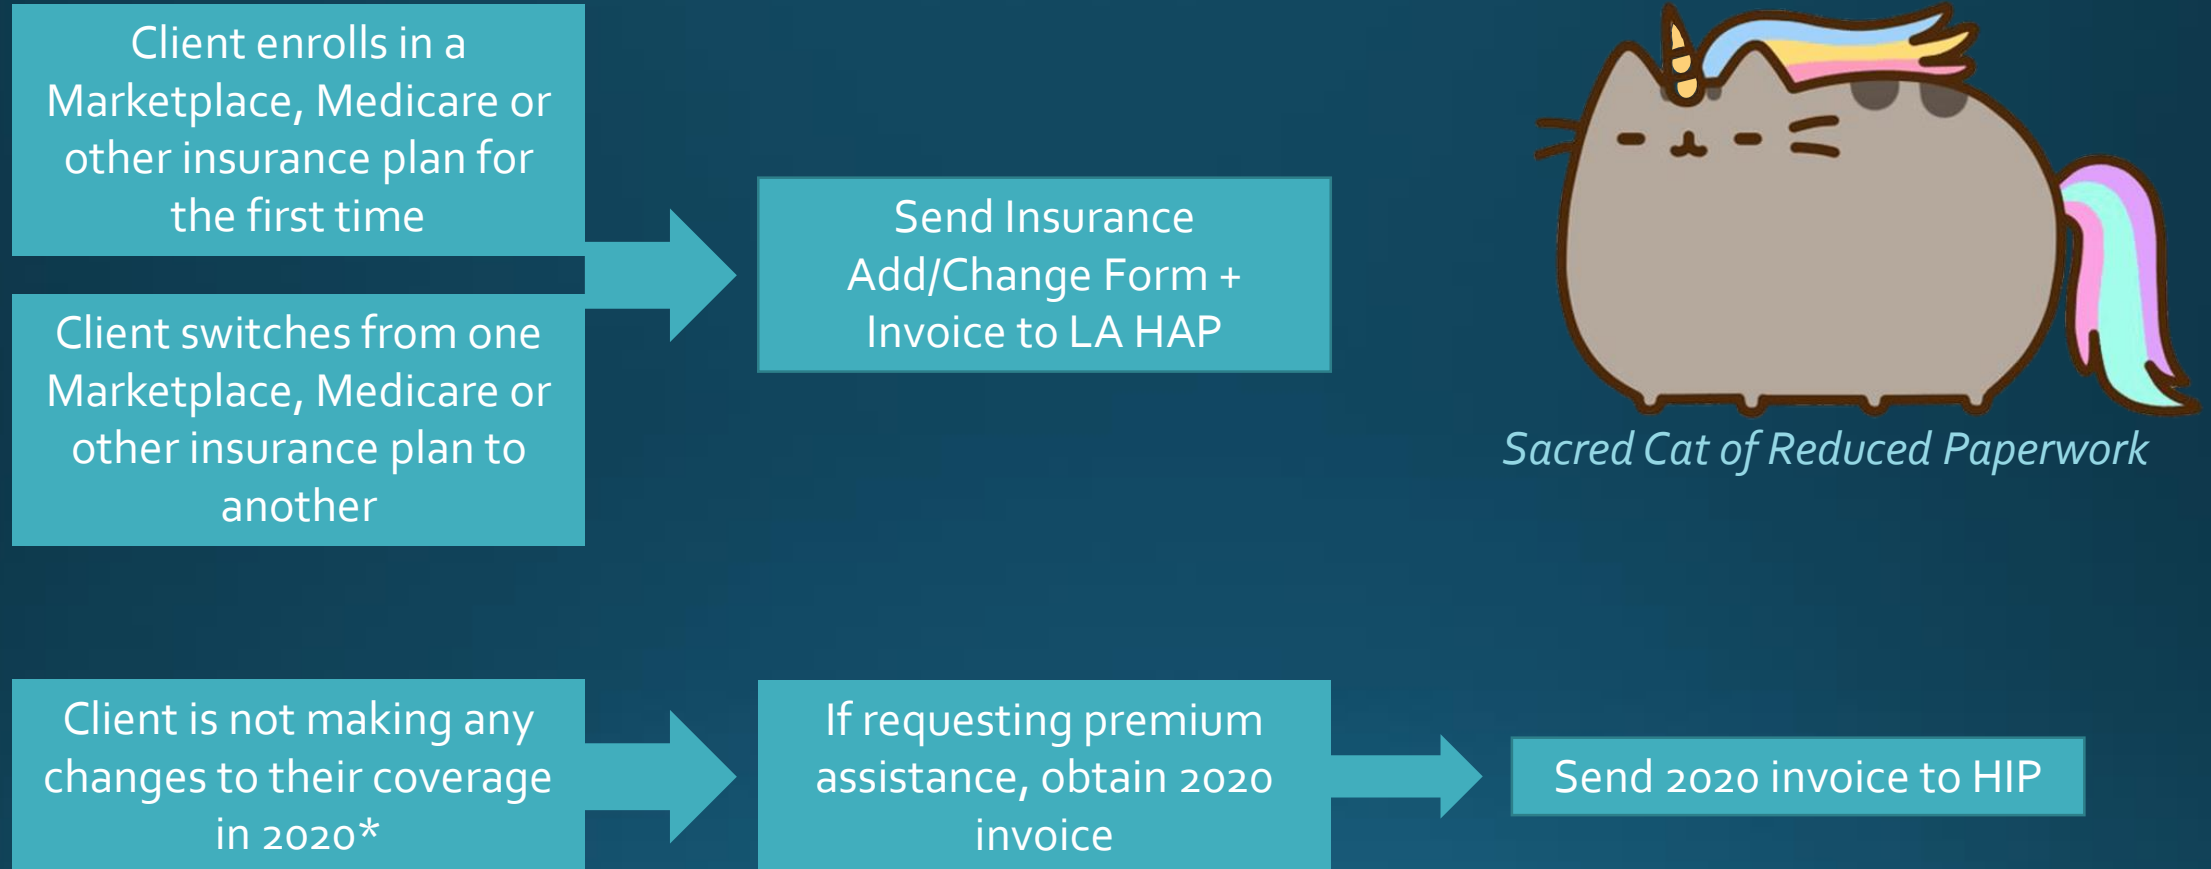 Client enrolls in a
Marketplace, Medicare or
other insurance plan for
the first time
Client switches from one
Marketplace, Medicare or
other insurance plan to
another
Send Insurance
Add/Change Form +
Invoice to LA HAP
Sacred Cat of Reduced Paperwork
Client is not making any
changes to their coverage
in 2020*
If requesting premium
assistance, obtain 2020
invoice
Send 2020 invoice to HIP